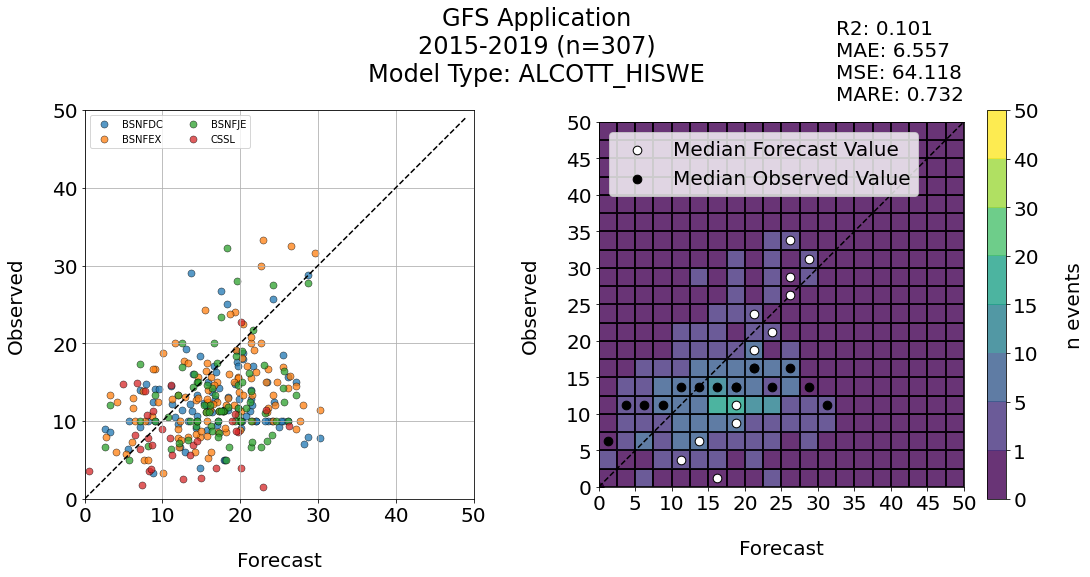 GFS Application
2015-2019 (n=307)
Model Type: ALCOTT_HISWE
R2: 0.101
MAE: 6.557
MSE: 64.118
MARE: 0.732
BSNFDC BSNFJE
BSNFEX CSSL
50
40
30
20
10
0
0 10 20 30 40 50
Observed
Forecast
Median Forecast Value
Median Observed Value
50
45
40
35
30
25
20
15
10
5
0
0 5 10 15 20 25 30 35 40 45 50
Observed
Forecast
50
40
30
20
15
10
5
1
0
n events